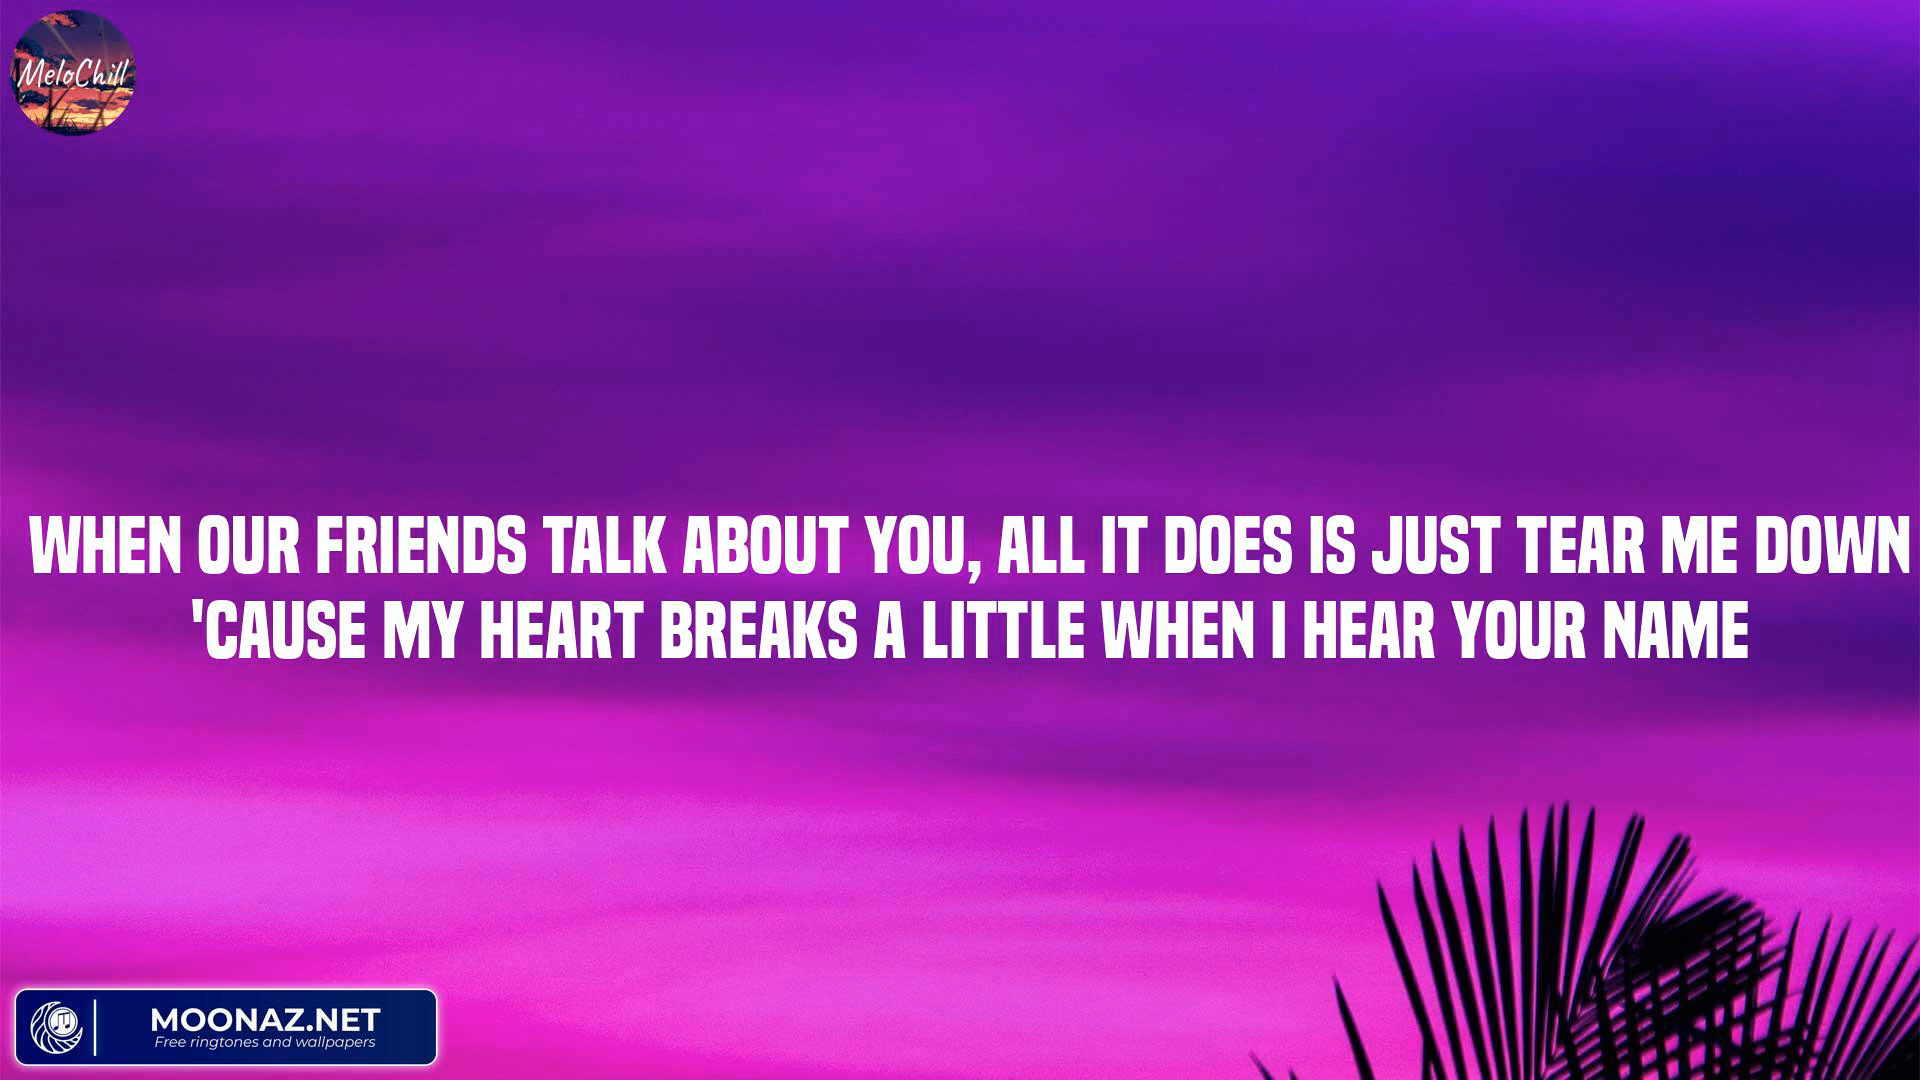 MeloChill
WHEN OUR FRIENDS TALK ABOUT YOU, ALL IT DOES IS JUST TEAR ME DOWN
'CAUSE MY HEART BREAKS A LITTLE WHEN I HEAR YOUR NAME
MOONAZ.NET
Free ringtones and wallpapers